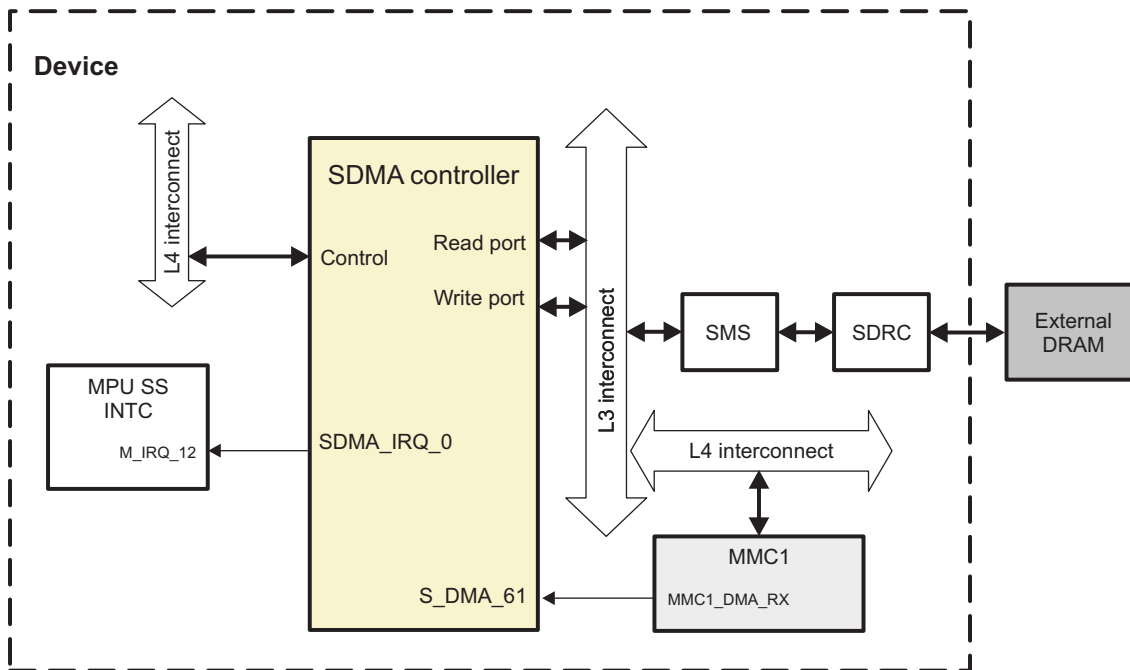 Device
L4 interconnect
SDMA controller
Read port
Control
Write port
L3 interconnect
SMS
SDRC
External
DRAM
MPU SS
INTC
M_IRQ_12
SDMA_IRQ_0
L4 interconnect
MMC1
S_DMA_61
MMC1_DMA_RX